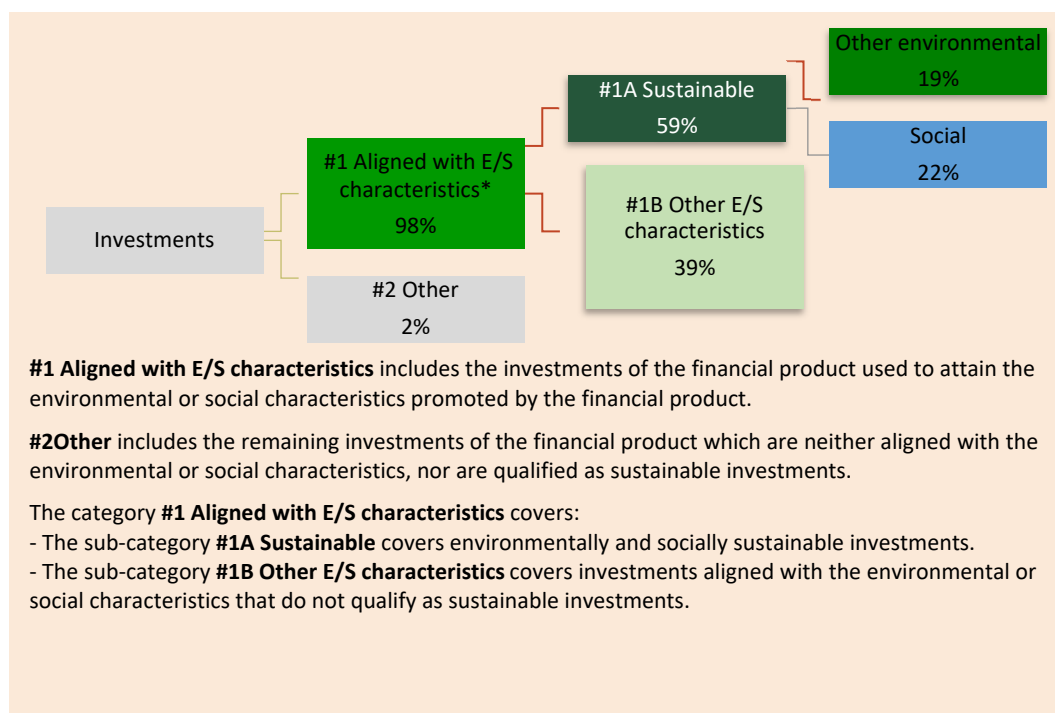 Other environmental
19%
#1A Sustainable
59%
Social
22%
#1 Aligned with E/S
characteristics*
98%
#1B Other E/S
characteristics
39%
Investments
#2 Other
2%
#1 Aligned with E/S characteristics includes the investments of the financial product used to attain the
environmental or social characteristics promoted by the financial product.
#2Other includes the remaining investments of the financial product which are neither aligned with the
environmental or social characteristics, nor are qualified as sustainable investments.
The category #1 Aligned with E/S characteristics covers:
- The sub-category #1A Sustainable covers environmentally and socially sustainable investments.
- The sub-category #1B Other E/S characteristics covers investments aligned with the environmental or
social characteristics that do not qualify as sustainable investments.